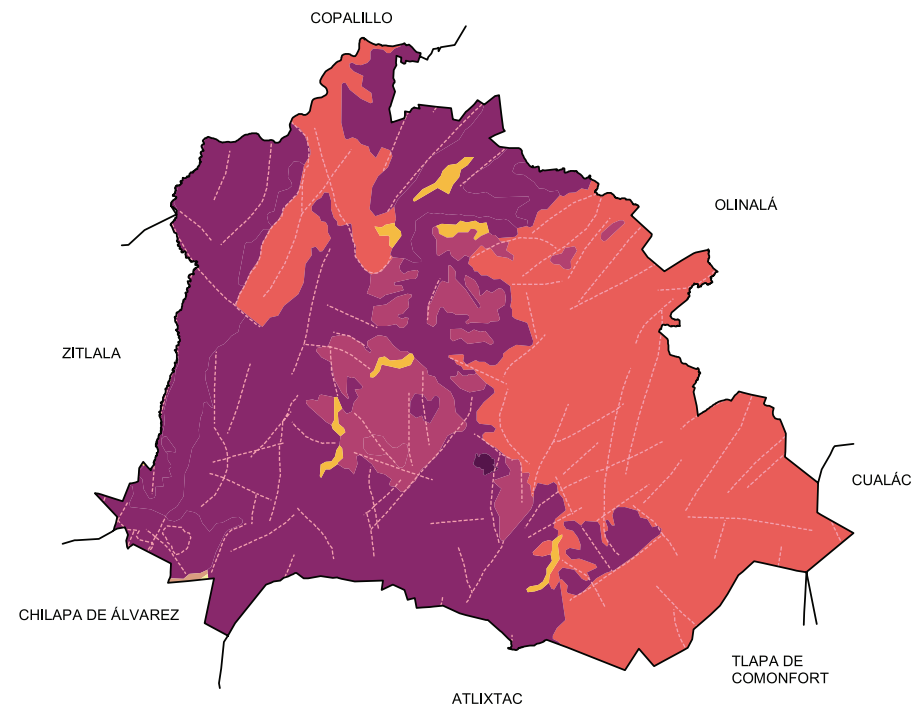 COPALILLO
OLINALÁ
ZITLALA
CUALÁC
CHILAPA DE ÁLVAREZ
TLAPA DE
COMONFORT
ATLIXTAC